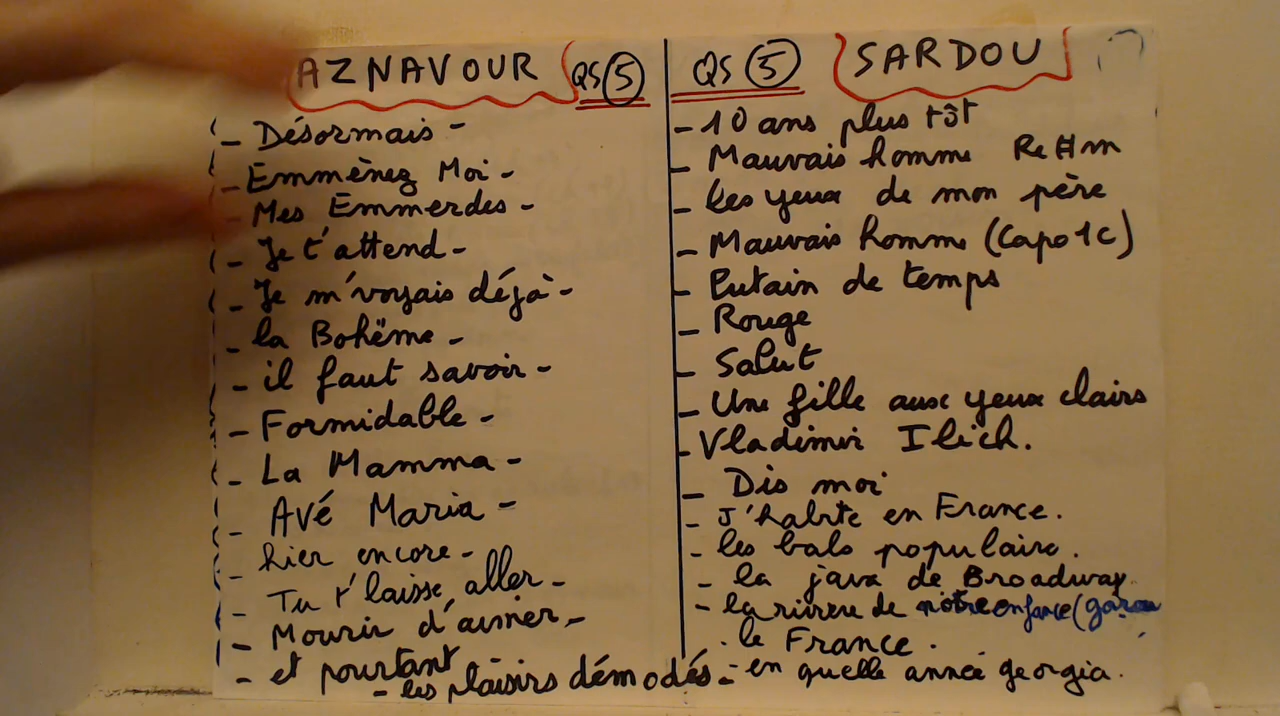 AZNAVOUR QS 5
- Désormais -
- Emmènez Moi -
- Mes Emmerdes -
- Je t'attend -
- Je m'voyais déjà -
- la Bohëme -
- il faut savoir -
- Formidable -
- La Mamma -
- Avé Maria -
- hier encore -
- Tu t'laisse aller -
- Mourir d'aimer -
- et pourtant
- les plaisirs démodés -
QS 5 SARDOU
- 10 ans plus tôt
- Mauvais homme Re#m
- les yeux de mon père
- Mauvais homme (Capo 1c)
- Putain de temps
- Rouge
- Salut
- Une fille aux yeux clairs
- Vladimir Ilich.
- Dis moi
- J'habite en France.
- les bals populaire.
- la java de Broadway.
- la rivière de notre enfance (garou
. le France.
- en quelle année georgia.